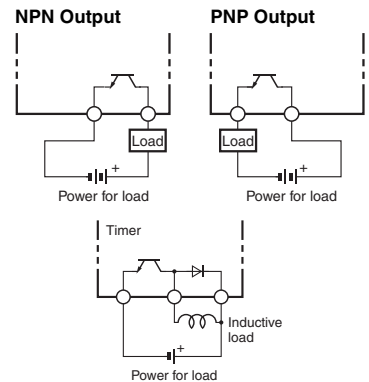 NPN Output
PNP Output
Load
Load
+
+
Power for load
Power for load
Timer
Inductive
load
+
Power for load